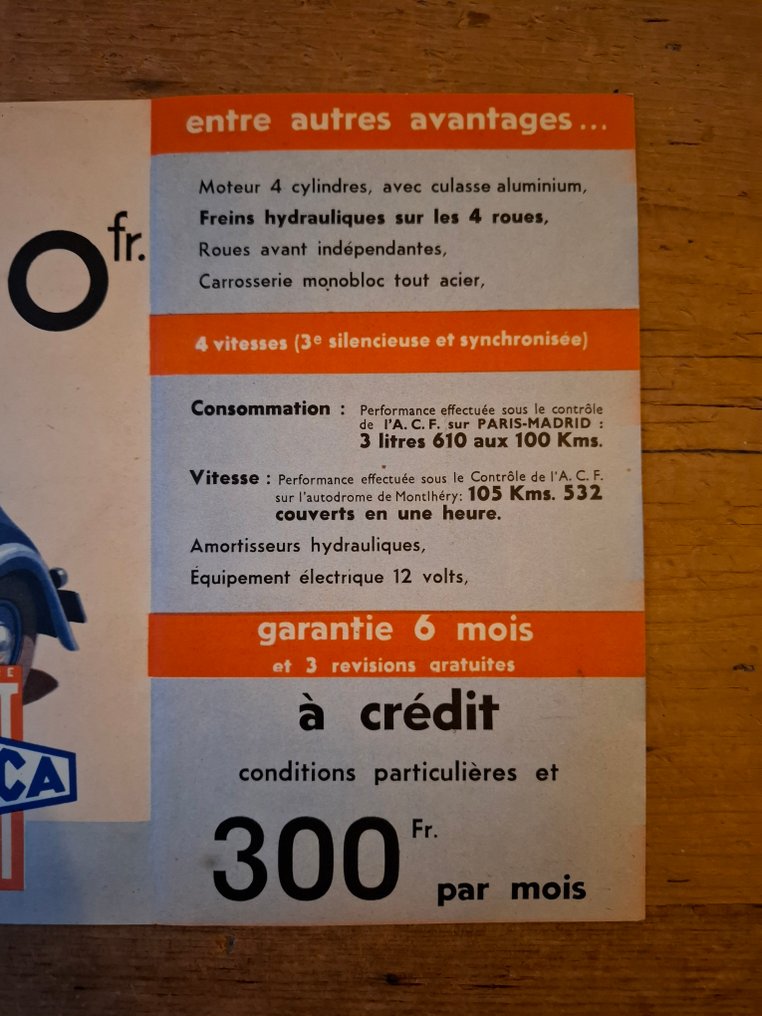 0 fr.
CA
entre autres avantages...
Moteur 4 cylindres, avec culasse aluminium,
Freins hydrauliques sur les 4 roues,
Roues avant indépendantes,
Carrosserie monobloc tout acier,
4 vitesses (3e silencieuse et synchronisée)
Consommation : Performance effectuée sous le contrôle
de l'A.C.F. sur PARIS-MADRID :
3 litres 610 aux 100 Kms.
Vitesse : Performance effectuée sous le Contrôle de l'A.C.F.
sur l'autodrome de Montlhéry: 105 Kms. 532
couverts en une heure.
Amortisseurs hydrauliques,
Équipement électrique 12 volts,
garantie 6 mois
et 3 revisions gratuites
à crédit
conditions particulières et
300 Fr.
par mois